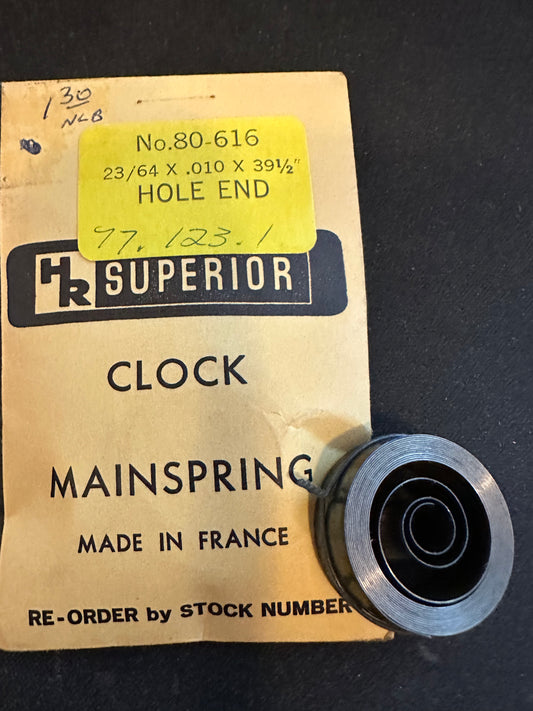 1 30
NLB
No.80-616
23/64 X .010 X 39½"
HOLE END
77.123.1
HR SUPERIOR
CLOCK
MAINSPRING
MADE IN FRANCE
RE-ORDER by STOCK NUMBER